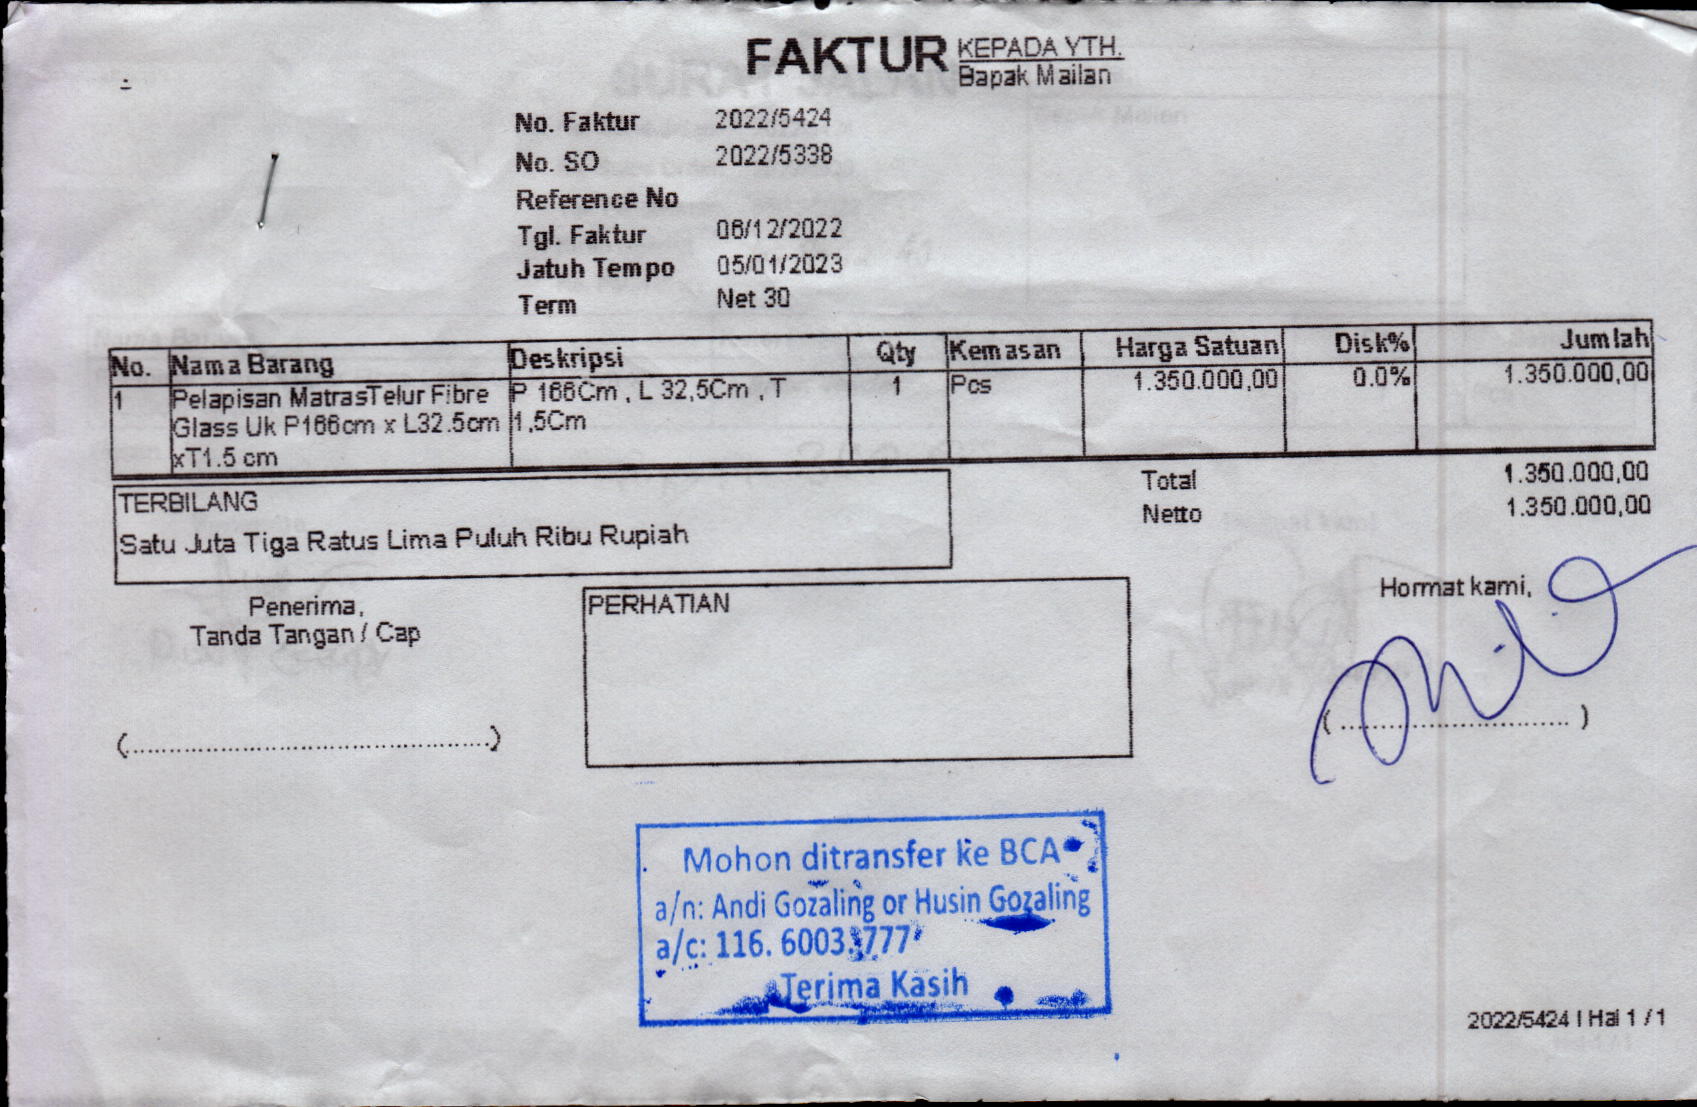 FAKTUR
KEPADA YTH.
Bapak Mailan
No. Faktur 2022/5424
No. SO 2022/5338
Reference No
Tgl. Faktur 06/12/2022
Jatuh Tempo 05/01/2023
Term Net 30
No. Nama Barang Deskripsi Qty Kemasan Harga Satuan Disk% Jumlah
1 Pelapisan MatrasTelur Fibre P 166Cm , L 32,5Cm , T 1 Pcs 1.350.000,00 0.0% 1.350.000,00
Glass Uk P166cm x L32.5cm 1,5Cm
xT1.5 cm
Total 1.350.000,00
Netto 1.350.000,00
TERBILANG
Satu Juta Tiga Ratus Lima Puluh Ribu Rupiah
Penerima,
Tanda Tangan / Cap
PERHATIAN
Hormat kami,
(................................................)
(.............................)
Mohon ditransfer ke BCA
a/n: Andi Gozaling or Husin Gozaling
a/c: 116. 6003.777
Terima Kasih
2022/5424 | Hal 1 / 1